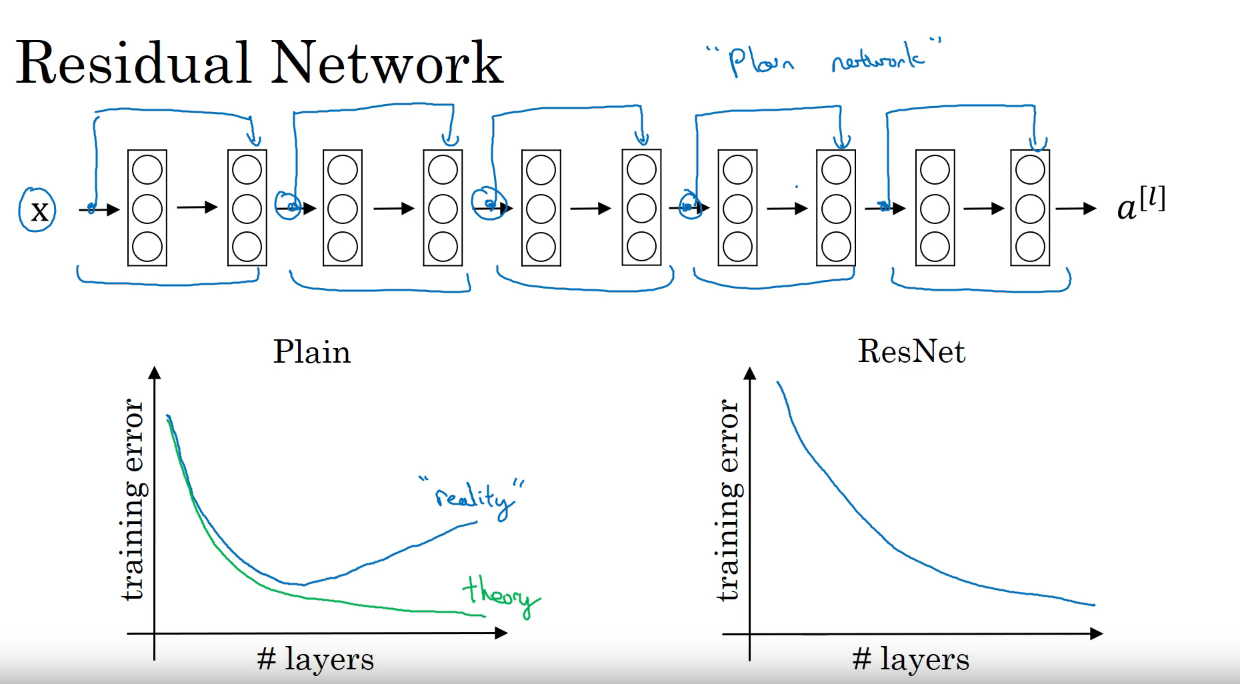 Residual Network
"Plain network"
x
a[l]
Plain
ResNet
training error
"reality"
theory
# layers
training error
# layers